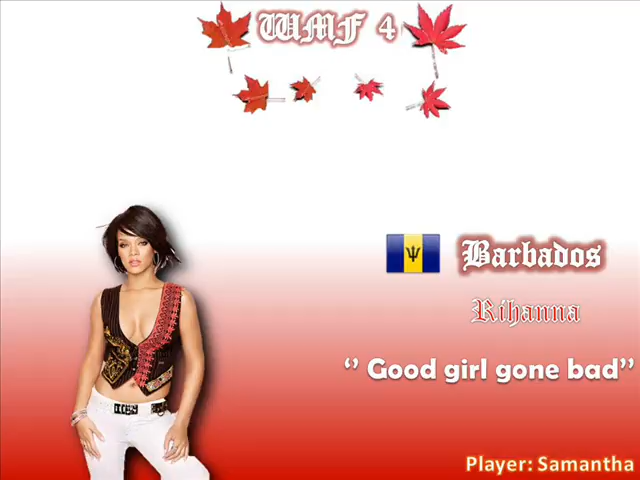 WMF 4
Barbados
Rihanna
‘’ Good girl gone bad’’
Player: Samantha